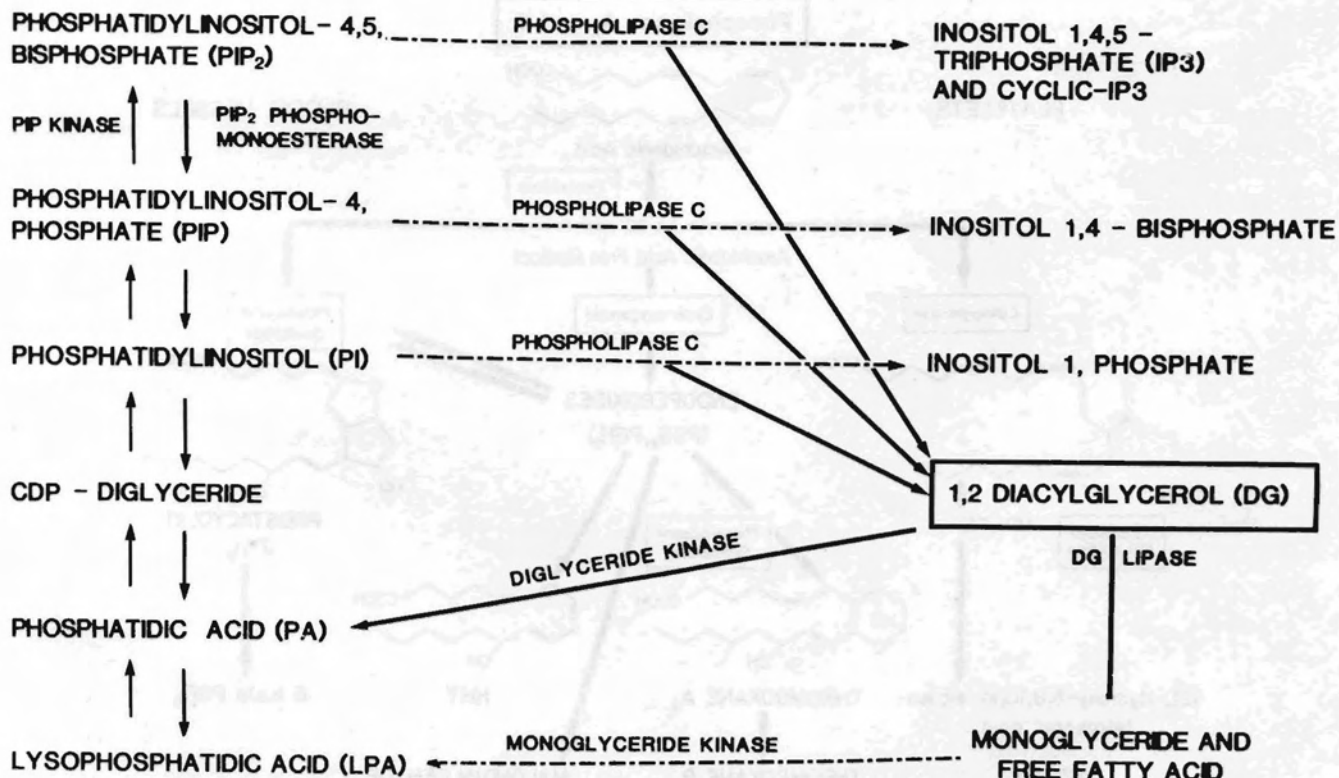 PHOSPHATIDYLINOSITOL - 4,5,
BISPHOSPHATE (PIP₂)
PHOSPHOLIPASE C
INOSITOL 1,4,5 -
TRIPHOSPHATE (IP3)
AND CYCLIC-IP3
PIP KINASE
PIP₂ PHOSPHO-
MONOESTERASE
PHOSPHATIDYLINOSITOL - 4,
PHOSPHATE (PIP)
PHOSPHOLIPASE C
INOSITOL 1,4 - BISPHOSPHATE
PHOSPHATIDYLINOSITOL (PI)
PHOSPHOLIPASE C
INOSITOL 1, PHOSPHATE
CDP - DIGLYCERIDE
1,2 DIACYLGLYCEROL (DG)
DIGLYCERIDE KINASE
DG LIPASE
PHOSPHATIDIC ACID (PA)
LYSOPHOSPHATIDIC ACID (LPA)
MONOGLYCERIDE KINASE
MONOGLYCERIDE AND
FREE FATTY ACID